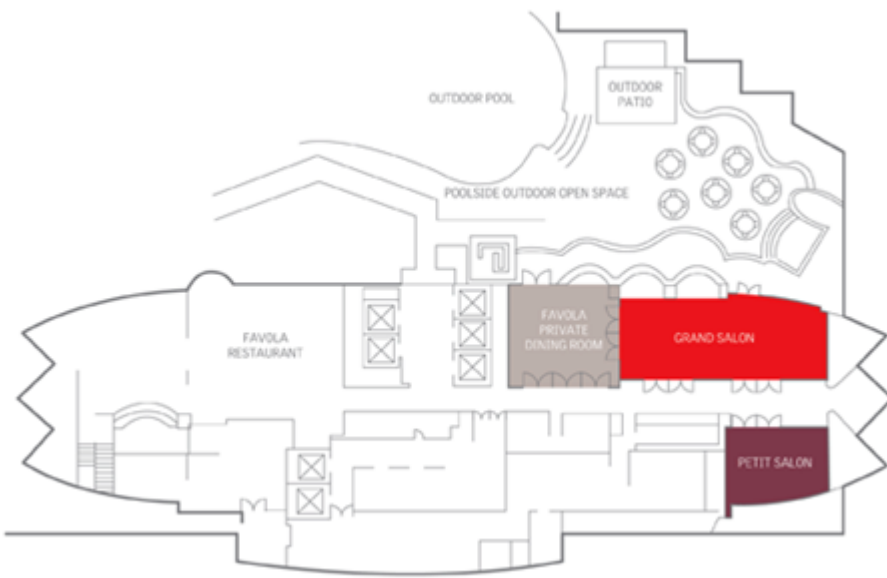 OUTDOOR POOL
OUTDOOR
PATIO
POOLSIDE OUTDOOR OPEN SPACE
FAVOLA
RESTAURANT
FAVOLA
PRIVATE
DINING ROOM
GRAND SALON
PETIT SALON